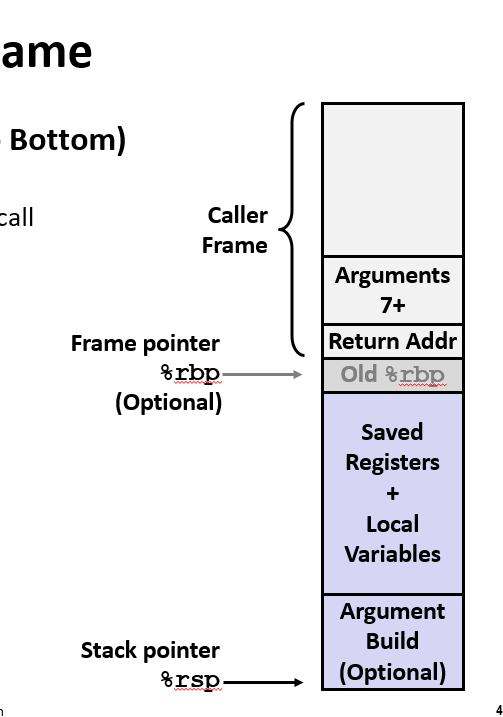 ame
Bottom)
call
Caller
Frame
Arguments
7+
Return Addr
Frame pointer
%rbp
(Optional)
Old %rbp
Saved
Registers
+
Local
Variables
Argument
Build
(Optional)
Stack pointer
%rsp
4